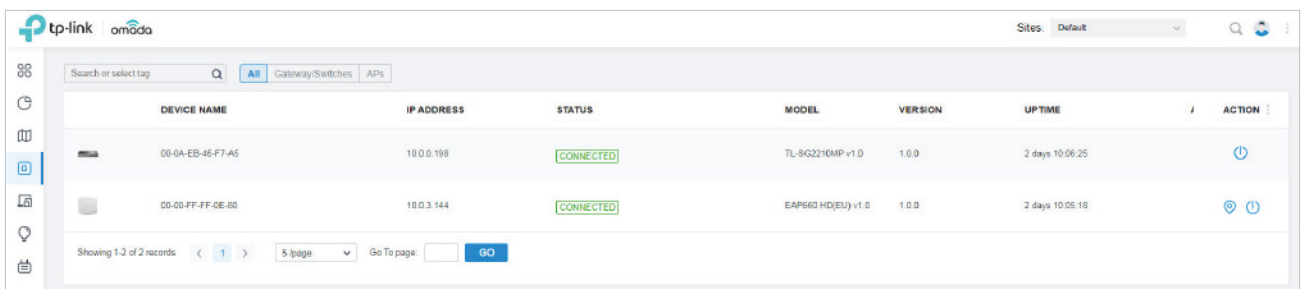 tp-link omada Sites: Default
Search or select tag All Gateway/Switches APs
DEVICE NAME IP ADDRESS STATUS MODEL VERSION UPTIME ACTION
00-0A-EB-46-F7-A5 10.0.0.198 CONNECTED TL-SG2210MP v1.0 1.0.0 2 days 10:06:25
00-00-FF-FF-0E-80 10.0.3.144 CONNECTED EAP660 HD(EU) v1.0 1.0.0 2 days 10:05:18
Showing 1-2 of 2 records < 1 > 5 /page Go To page: GO